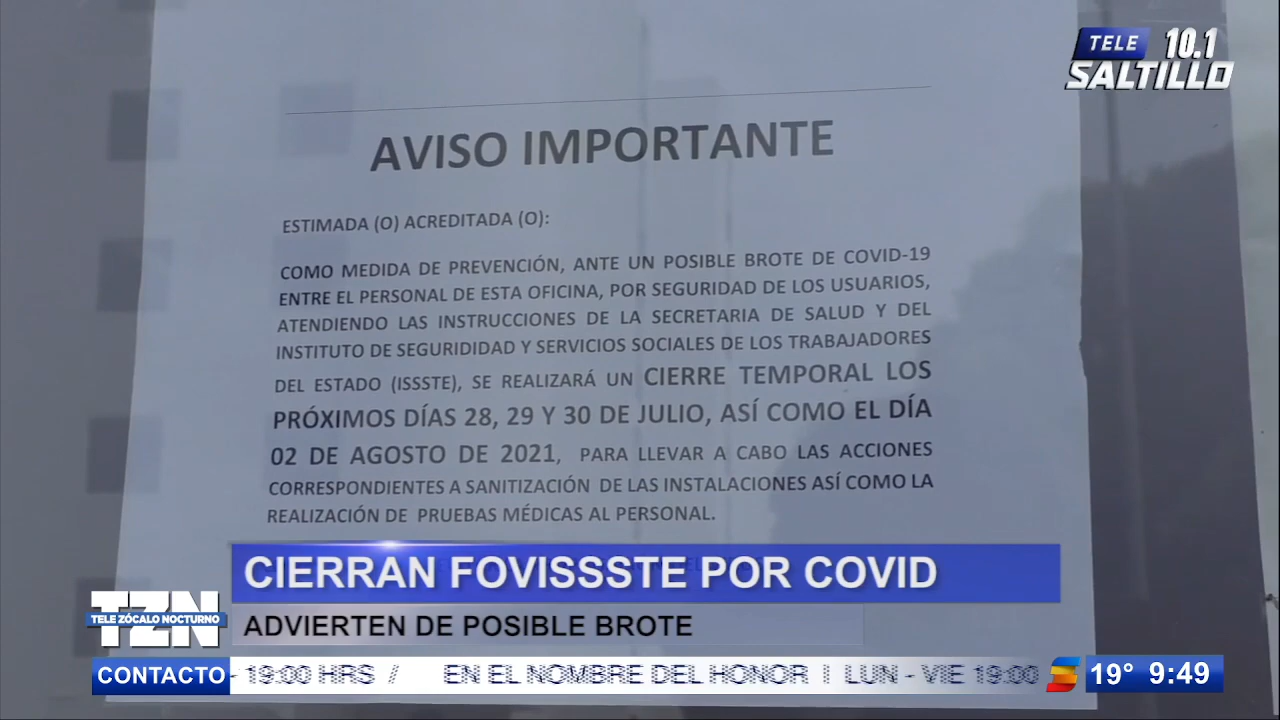 TELE 10.1
SALTILLO
AVISO IMPORTANTE
ESTIMADA (O) ACREDITADA (O):
COMO MEDIDA DE PREVENCIÓN, ANTE UN POSIBLE BROTE DE COVID-19
ENTRE EL PERSONAL DE ESTA OFICINA, POR SEGURIDAD DE LOS USUARIOS,
ATENDIENDO LAS INSTRUCCIONES DE LA SECRETARIA DE SALUD Y DEL
INSTITUTO DE SEGURIDIDAD Y SERVICIOS SOCIALES DE LOS TRABAJADORES
DEL ESTADO (ISSSTE), SE REALIZARÁ UN CIERRE TEMPORAL LOS
PRÓXIMOS DÍAS 28, 29 Y 30 DE JULIO, ASÍ COMO EL DÍA
02 DE AGOSTO DE 2021, PARA LLEVAR A CABO LAS ACCIONES
CORRESPONDIENTES A SANITIZACIÓN DE LAS INSTALACIONES ASÍ COMO LA
REALIZACIÓN DE PRUEBAS MÉDICAS AL PERSONAL.
CIERRAN FOVISSSTE POR COVID
TZN
TELE ZÓCALO NOCTURNO
ADVIERTEN DE POSIBLE BROTE
CONTACTO - 19:00 HRS / EN EL NOMBRE DEL HONOR | LUN - VIE 19:00 19° 9:49